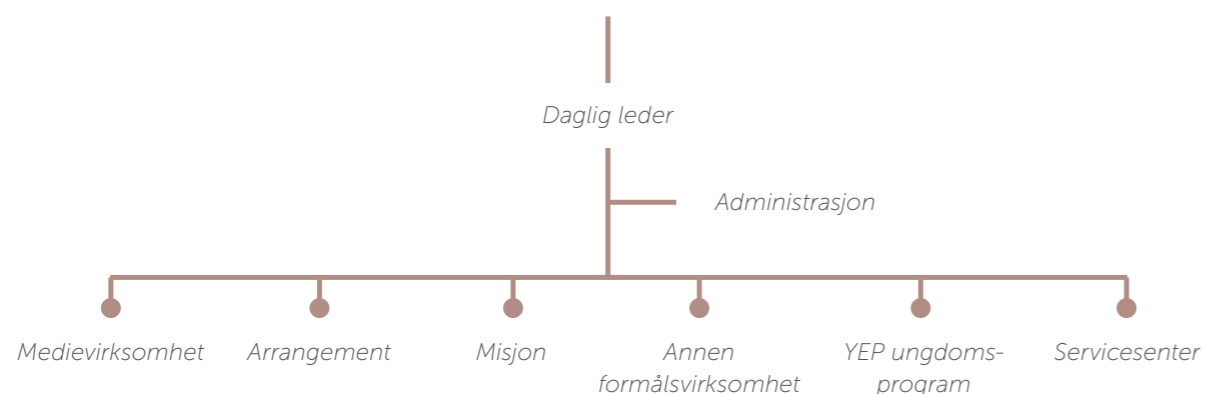 Daglig leder
Administrasjon
Medievirksomhet
Arrangement
Misjon
Annen
formålsvirksomhet
YEP ungdoms-
program
Servicesenter